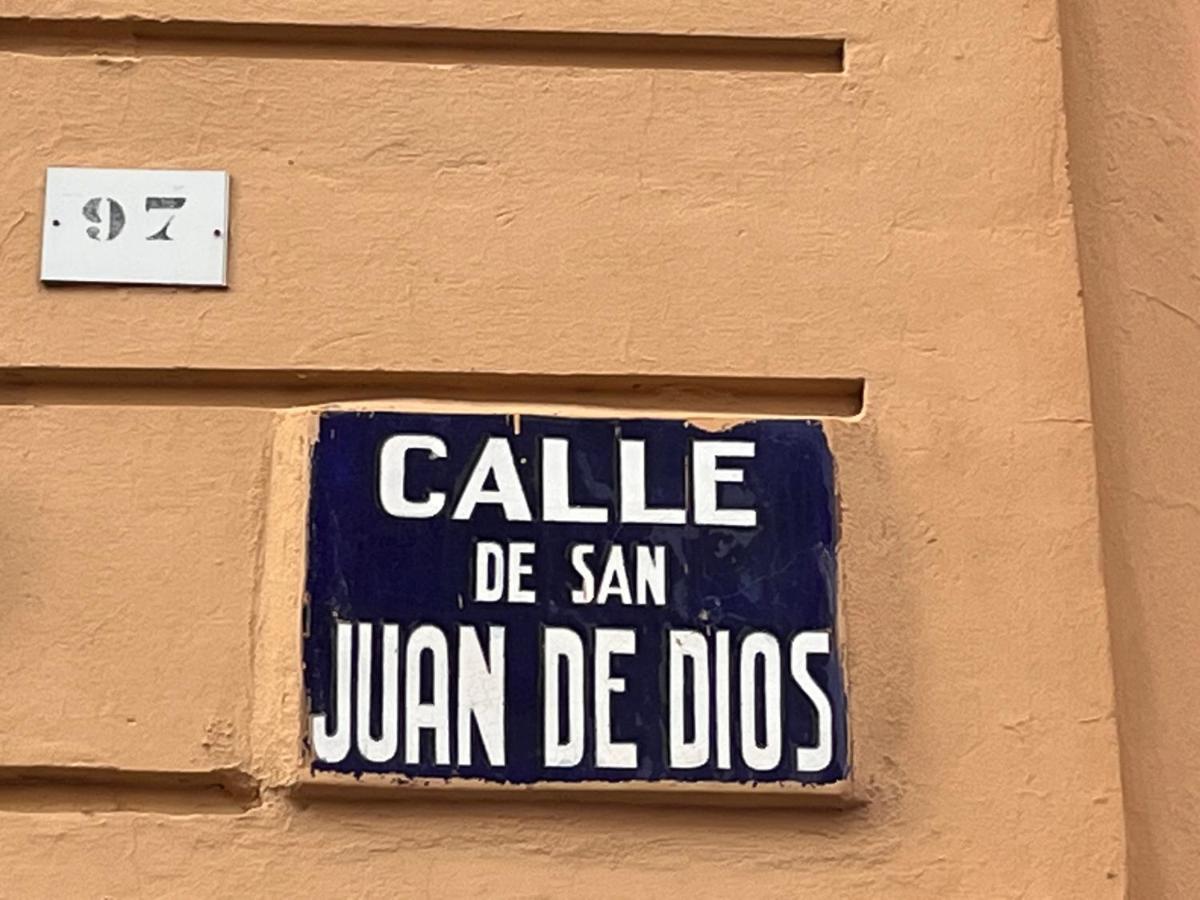 97
CALLE
DE SAN
JUAN DE DIOS